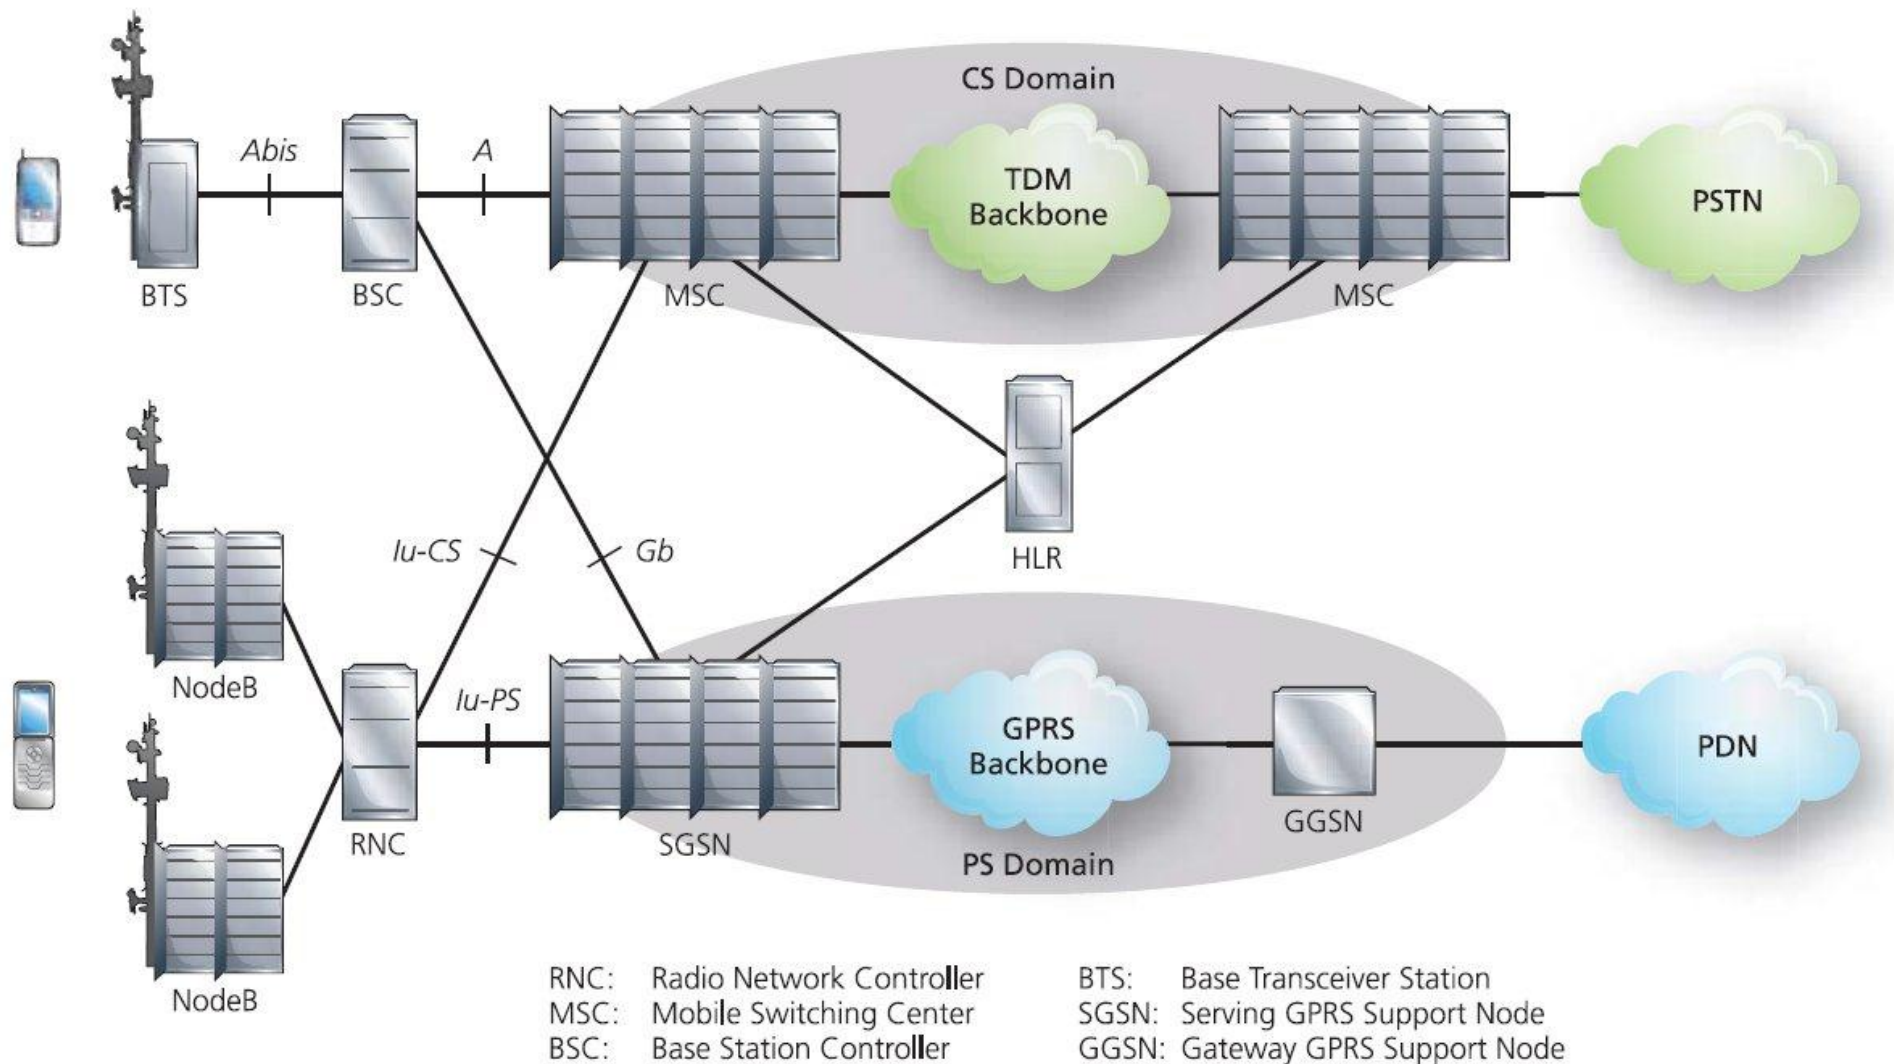 CS Domain
Abis
A
TDM
Backbone
PSTN
BTS
BSC
MSC
MSC
Iu-CS
Gb
HLR
NodeB
Iu-PS
GPRS
Backbone
PDN
RNC
SGSN
GGSN
PS Domain
NodeB
RNC: Radio Network Controller
BTS: Base Transceiver Station
MSC: Mobile Switching Center
SGSN: Serving GPRS Support Node
BSC: Base Station Controller
GGSN: Gateway GPRS Support Node